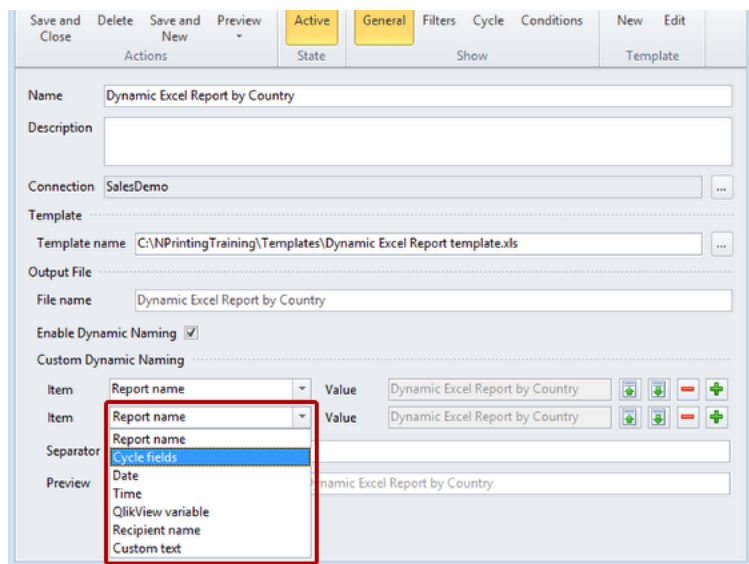 Save and Close Delete Save and New Preview Active General Filters Cycle Conditions New Edit
Actions State Show Template
Name Dynamic Excel Report by Country
Description
Connection SalesDemo ...
Template
Template name C:\NPrintingTraining\Templates\Dynamic Excel Report template.xls ...
Output File
File name Dynamic Excel Report by Country
Enable Dynamic Naming
Custom Dynamic Naming
Item Report name Value Dynamic Excel Report by Country
Item Report name Value Dynamic Excel Report by Country
Report name
Separator Cycle fields
Date
Preview namic Excel Report by Country
Time
QlikView variable
Recipient name
Custom text